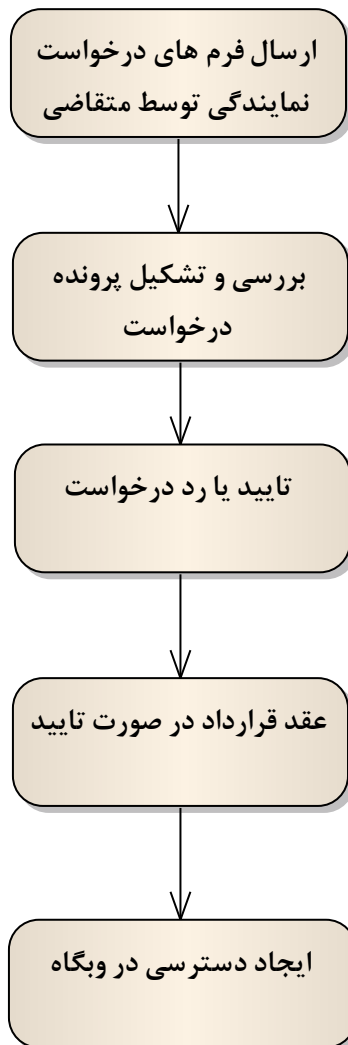 ارسال فرم های درخواست
نمایندگی توسط متقاضی
بررسی و تشکیل پرونده
درخواست
تایید یا رد درخواست
عقد قرارداد در صورت تایید
ایجاد دسترسی در وبگاه